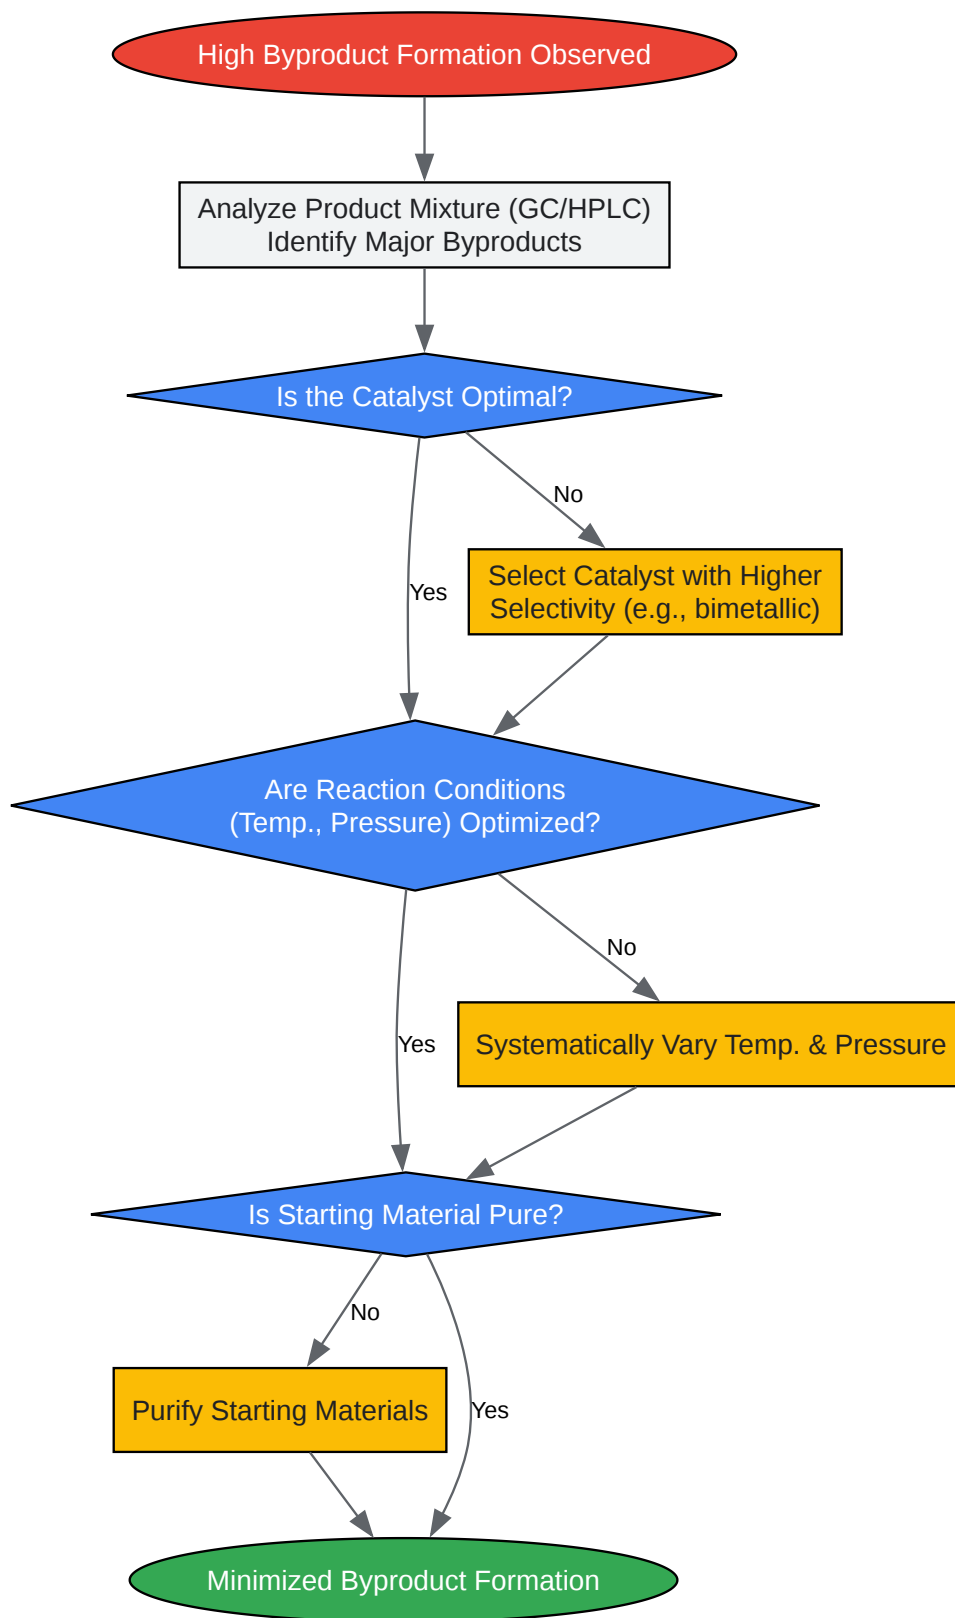 High Byproduct Formation Observed
Analyze Product Mixture (GC/HPLC)
Identify Major Byproducts
Is the Catalyst Optimal?
No
Select Catalyst with Higher
Selectivity (e.g., bimetallic)
Yes
Are Reaction Conditions
(Temp., Pressure) Optimized?
No
Systematically Vary Temp. & Pressure
Yes
Is Starting Material Pure?
No
Purify Starting Materials
Yes
Minimized Byproduct Formation